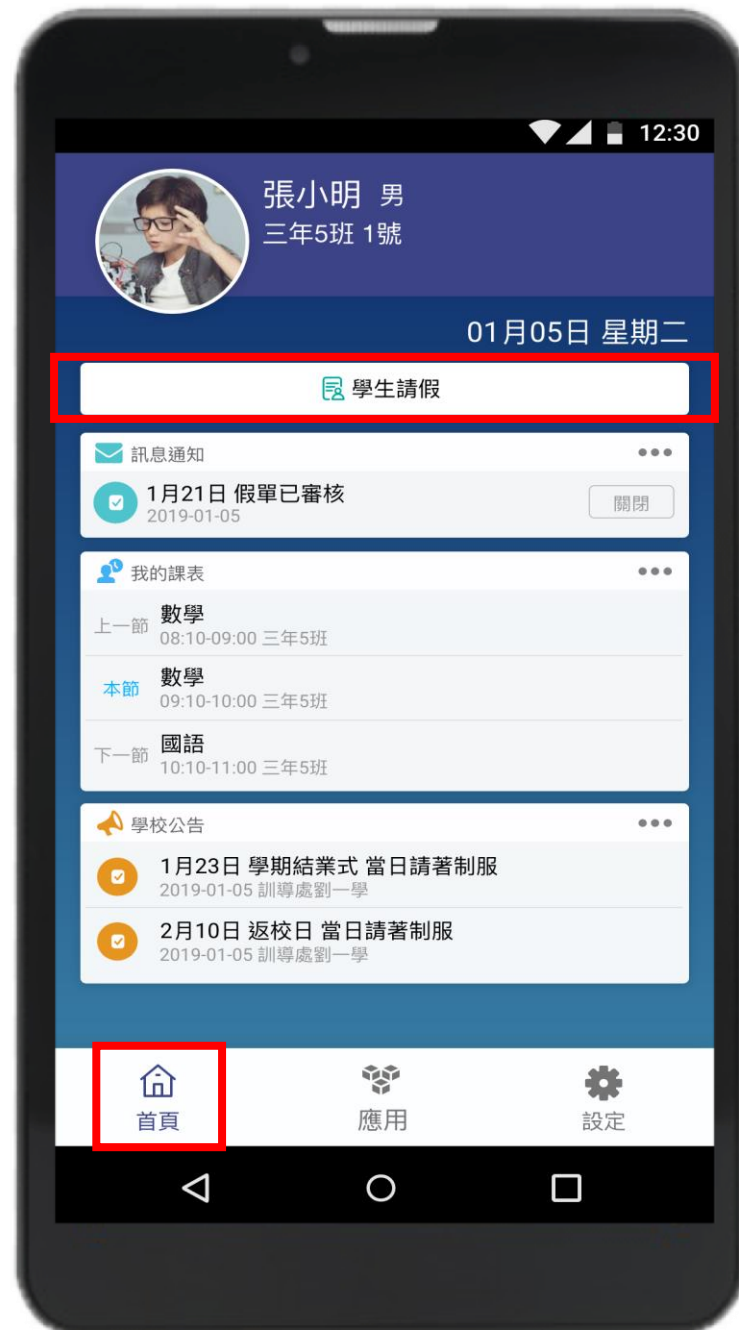 12:30
張小明 男
三年5班 1號
01月05日 星期二
學生請假
訊息通知
1月21日 假單已審核
2019-01-05
關閉
我的課表
上一節 數學
08:10-09:00 三年5班
本節 數學
09:10-10:00 三年5班
下一節 國語
10:10-11:00 三年5班
學校公告
1月23日 學期結業式 當日請著制服
2019-01-05 訓導處劉一學
2月10日 返校日 當日請著制服
2019-01-05 訓導處劉一學
首頁
應用
設定